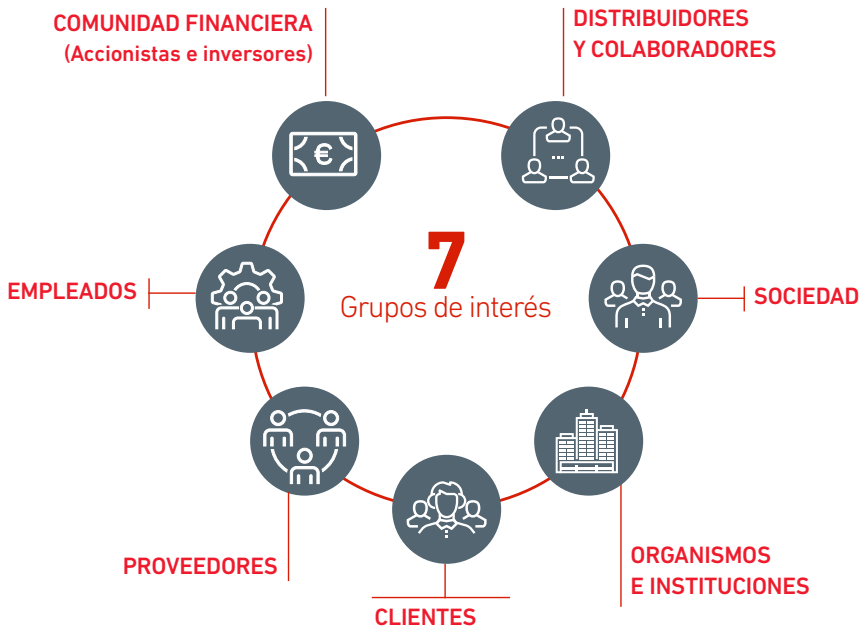 COMUNIDAD FINANCIERA
(Accionistas e inversores)
DISTRIBUIDORES
Y COLABORADORES
€
7
Grupos de interés
EMPLEADOS
SOCIEDAD
PROVEEDORES
ORGANISMOS
E INSTITUCIONES
CLIENTES